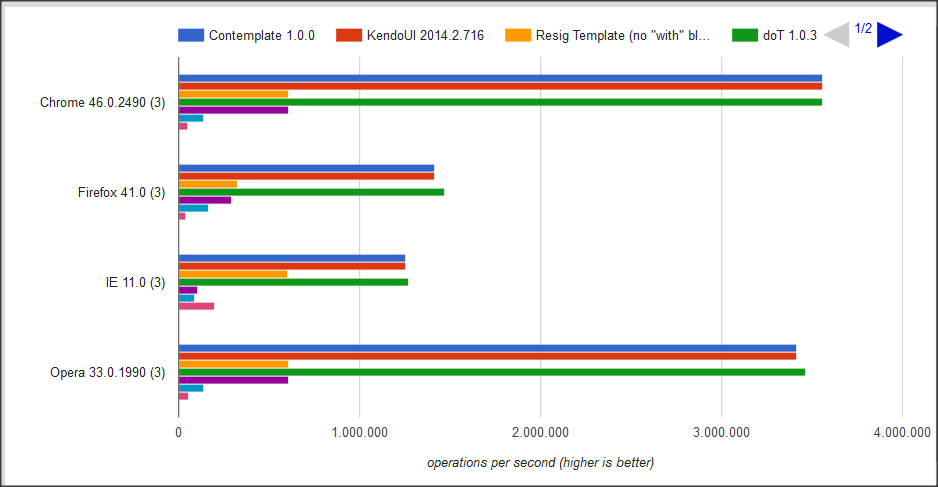 Contemplate 1.0.0 KendoUI 2014.2.716 Resig Template (no "with" bl... doT 1.0.3 1/2
Chrome 46.0.2490 (3)
Firefox 41.0 (3)
IE 11.0 (3)
Opera 33.0.1990 (3)
0 1.000.000 2.000.000 3.000.000 4.000.000
operations per second (higher is better)